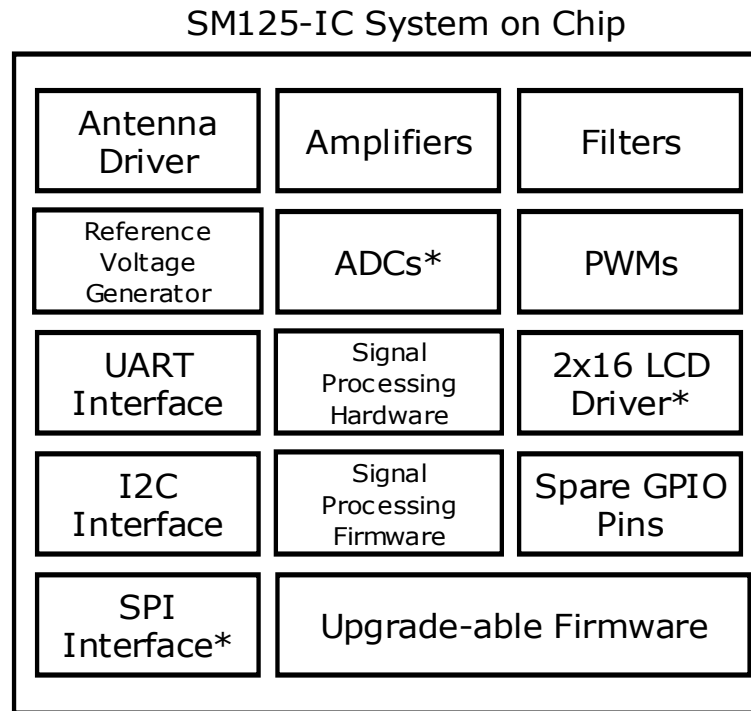 SM125-IC System on Chip
Antenna
Driver
Amplifiers
Filters
Reference
Voltage
Generator
ADCs*
PWMs
UART
Interface
Signal
Processing
Hardware
2x16 LCD
Driver*
I2C
Interface
Signal
Processing
Firmware
Spare GPIO
Pins
SPI
Interface*
Upgrade-able Firmware